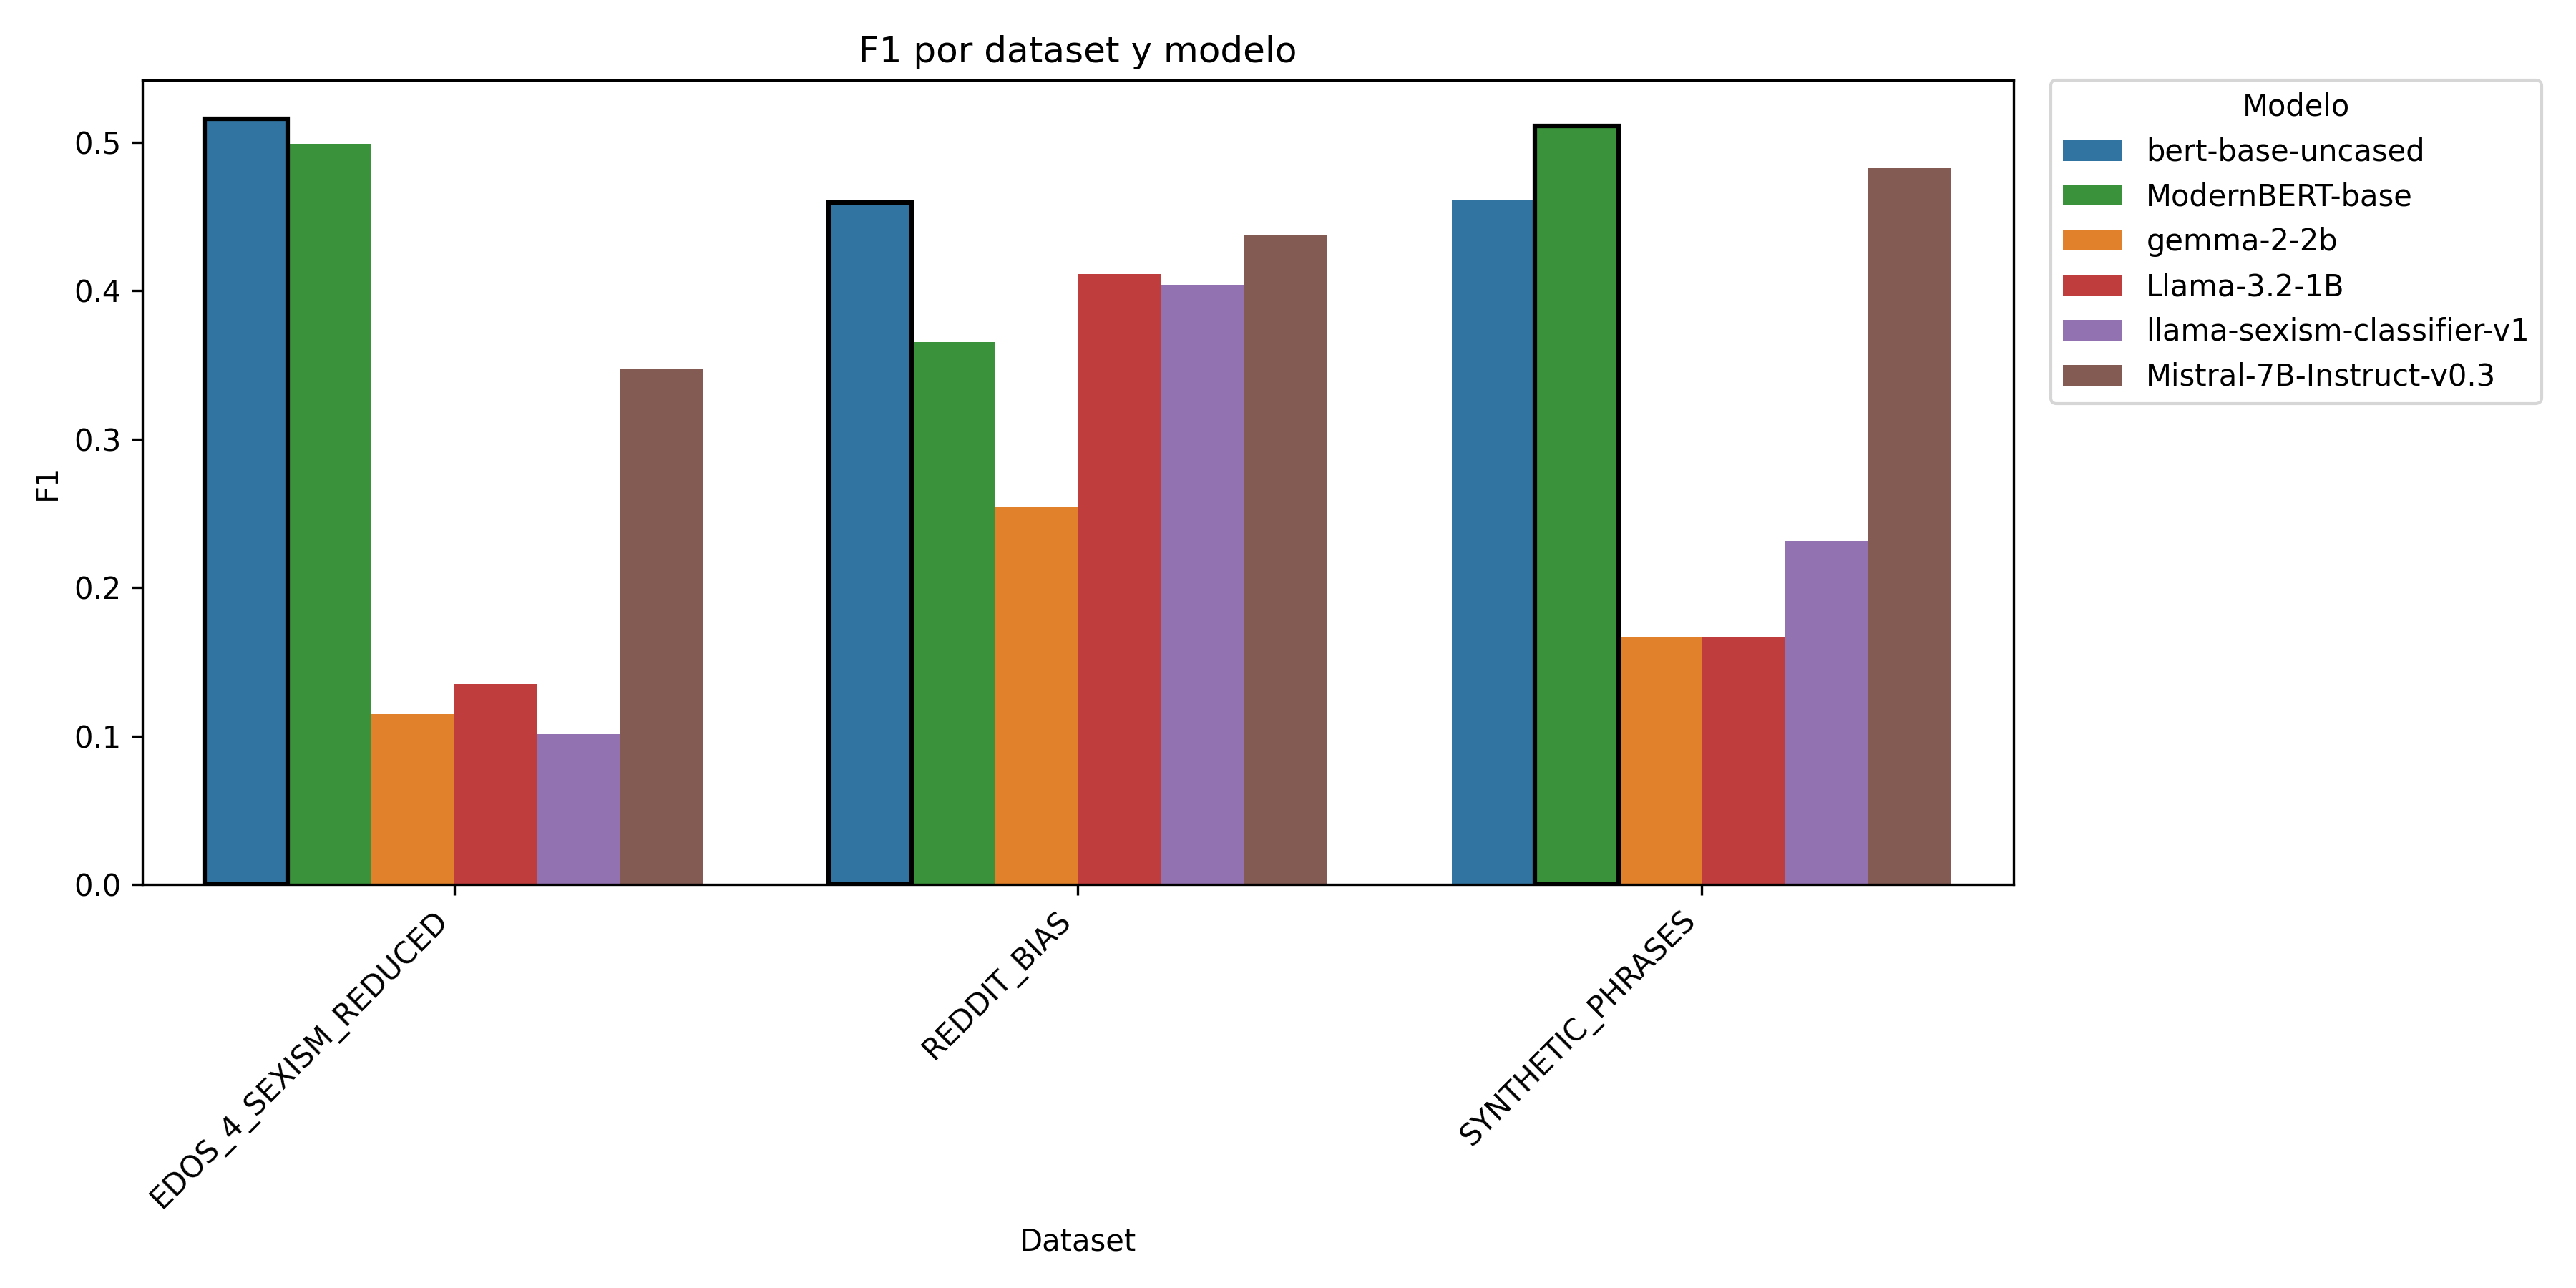 F1 por dataset y modelo
F1
0.5
0.4
0.3
0.2
0.1
0.0
EDOS_4_SEXISM_REDUCED
REDDIT_BIAS
SYNTHETIC_PHRASES
Dataset
Modelo
bert-base-uncased
ModernBERT-base
gemma-2-2b
Llama-3.2-1B
llama-sexism-classifier-v1
Mistral-7B-Instruct-v0.3